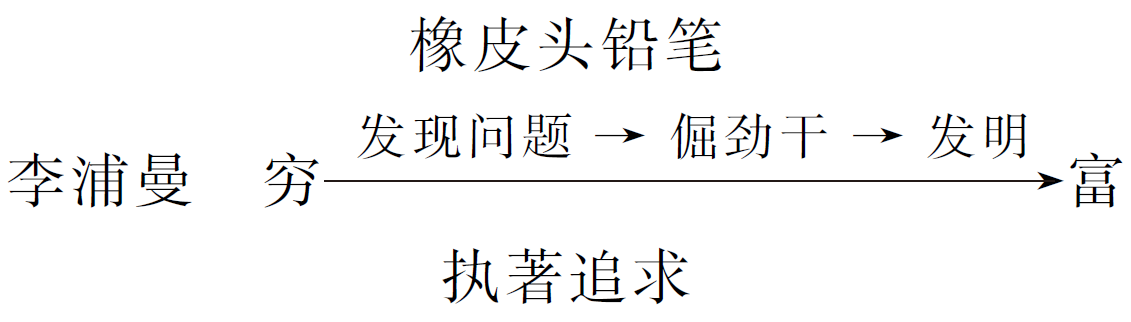 橡皮头铅笔
发现问题 → 倔劲干 → 发明
李浦曼 穷 富
执著追求